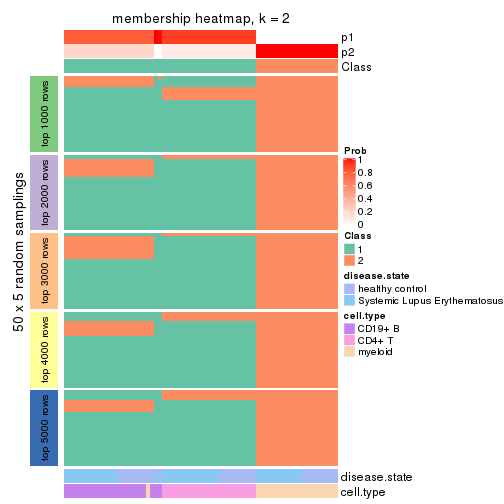 membership heatmap, k = 2
p1
p2
Class
50 x 5 random samplings
top 1000 rows
top 2000 rows
top 3000 rows
top 4000 rows
top 5000 rows
Prob
1
0.8
0.6
0.4
0.2
0
Class
1
2
disease.state
healthy control
Systemic Lupus Erythematosus
cell.type
CD19+ B
CD4+ T
myeloid
disease.state
cell.type